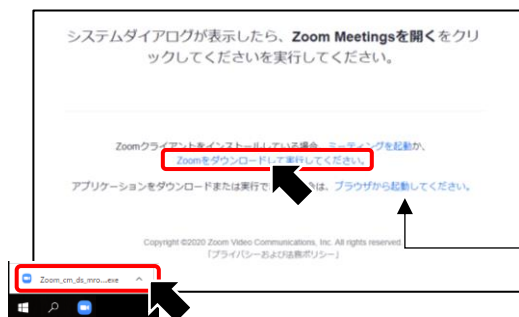 システムダイアログが表示したら、Zoom Meetingsを開くをクリ
ックしてくださいを実行してください。
Zoomクライアントをインストールしている場合、ミーティングを起動か、
Zoomをダウンロードして実行してください。
アプリケーションをダウンロードまたは実行で は、ブラウザから起動してください。
Copyright ©2020 Zoom Video Communications, Inc. All rights reserved.
「プライバシーおよび法務ポリシー」
Zoom_cm_ds_mro....exe